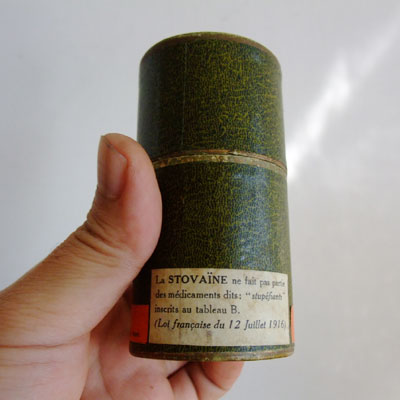 La STOVAÏNE ne fait pas partie
des médicaments dits: "stupéfiants"
inscrits au tableau B.
(Loi française du 12 Juillet 1916).